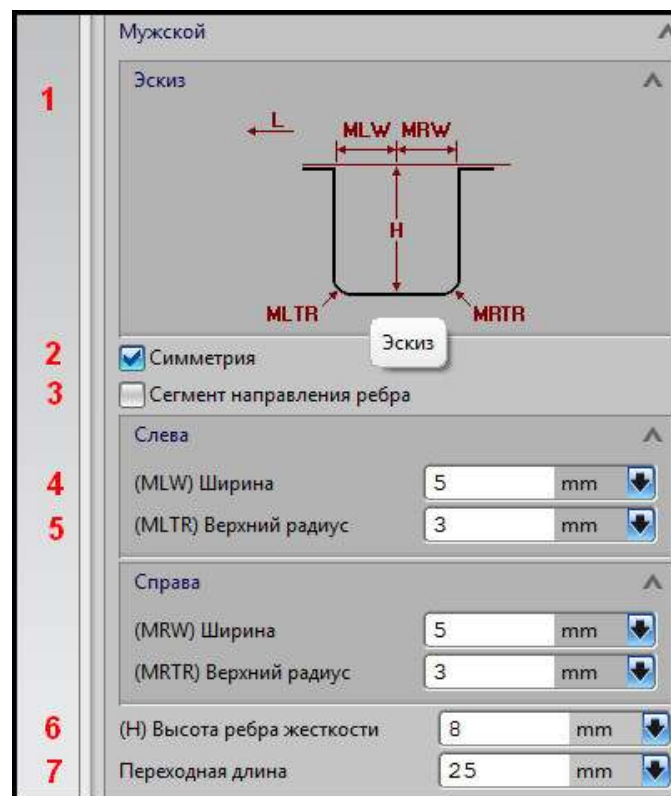 Мужской
1
Эскиз
L
MLW MRW
H
MLTR
MRTR
Эскиз
2 Симметрия
3 Сегмент направления ребра
Слева
4 (MLW) Ширина 5 mm
5 (MLTR) Верхний радиус 3 mm
Справа
(MRW) Ширина 5 mm
(MRTR) Верхний радиус 3 mm
6 (H) Высота ребра жесткости 8 mm
7 Переходная длина 25 mm